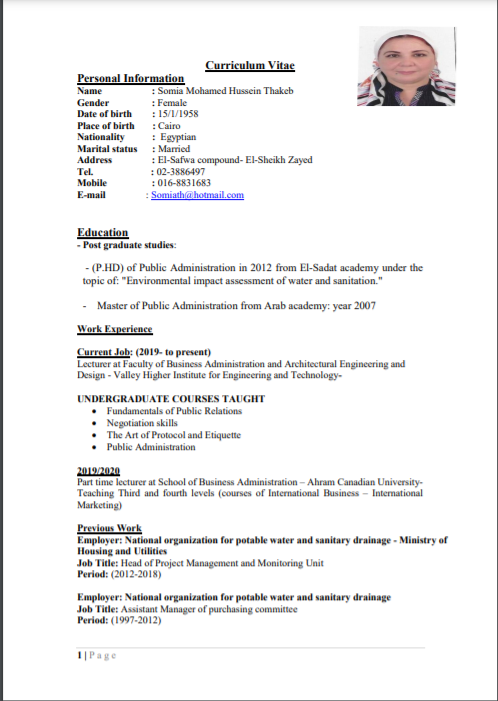 Curriculum Vitae
Personal Information
Name : Somia Mohamed Hussein Thakeb
Gender : Female
Date of birth : 15/1/1958
Place of birth : Cairo
Nationality : Egyptian
Marital status : Married
Address : El-Safwa compound- El-Sheikh Zayed
Tel. : 02-3886497
Mobile : 016-8831683
E-mail : Somiath@hotmail.com
Education
- Post graduate studies:
- (P.HD) of Public Administration in 2012 from El-Sadat academy under the
topic of: "Environmental impact assessment of water and sanitation."
- Master of Public Administration from Arab academy: year 2007
Work Experience
Current Job: (2019- to present)
Lecturer at Faculty of Business Administration and Architectural Engineering and
Design - Valley Higher Institute for Engineering and Technology-
UNDERGRADUATE COURSES TAUGHT
• Fundamentals of Public Relations
• Negotiation skills
• The Art of Protocol and Etiquette
• Public Administration
2019/2020
Part time lecturer at School of Business Administration – Ahram Canadian University-
Teaching Third and fourth levels (courses of International Business – International
Marketing)
Previous Work
Employer: National organization for potable water and sanitary drainage - Ministry of
Housing and Utilities
Job Title: Head of Project Management and Monitoring Unit
Period: (2012-2018)
Employer: National organization for potable water and sanitary drainage
Job Title: Assistant Manager of purchasing committee
Period: (1997-2012)
1 | Page